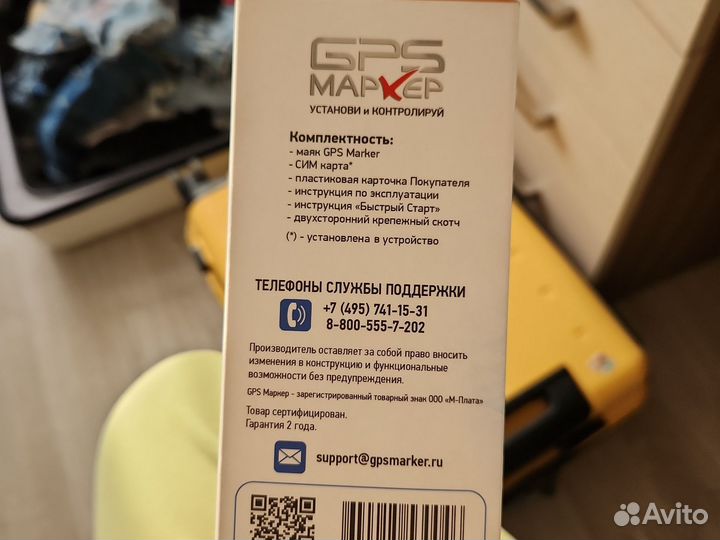 GPS
МАРКЕР
УСТАНОВИ и КОНТРОЛИРУЙ
Комплектность:
- маяк GPS Marker
- СИМ карта*
- пластиковая карточка Покупателя
- инструкция по эксплуатации
- инструкция «Быстрый Старт»
- двухсторонний крепежный скотч
(*) - установлена в устройство
ТЕЛЕФОНЫ СЛУЖБЫ ПОДДЕРЖКИ
+7 (495) 741-15-31
8-800-555-7-202
Производитель оставляет за собой право вносить
изменения в конструкцию и функциональные
возможности без предупреждения.
GPS Маркер - зарегистрированный товарный знак ООО «М-Плата»
Товар сертифицирован.
Гарантия 2 года.
support@gpsmarker.ru
Avito